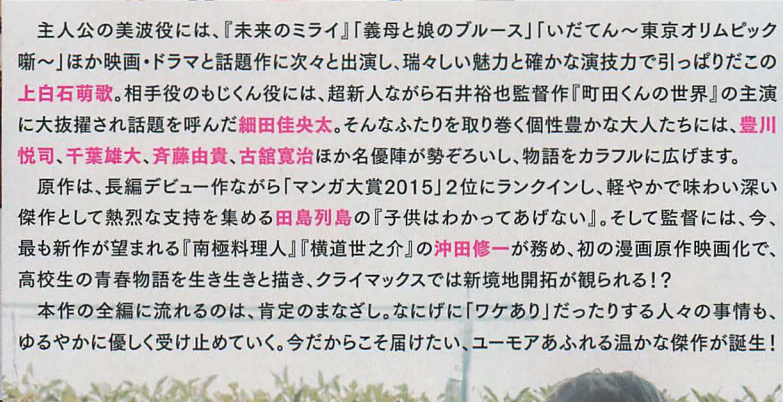 主人公の美波役には、『未来のミライ』「義母と娘のブルース」「いだてん〜東京オリムピック
噺〜」ほか映画・ドラマと話題作に次々と出演し、瑞々しい魅力と確かな演技力で引っぱりだこの
上白石萌歌。相手役のもじくん役には、超新人ながら石井裕也監督作『町田くんの世界』の主演
に大抜擢され話題を呼んだ細田佳央太。そんなふたりを取り巻く個性豊かな大人たちには、豊川
悦司、千葉雄大、斉藤由貴、古舘寛治ほか名優陣が勢ぞろいし、物語をカラフルに広げます。
原作は、長編デビュー作ながら「マンガ大賞2015」2位にランクインし、軽やかで味わい深い
傑作として熱烈な支持を集める田島列島の『子供はわかってあげない』。そして監督には、今、
最も新作が望まれる『南極料理人』『横道世之介』の沖田修一が務め、初の漫画原作映画化で、
高校生の青春物語を生き生きと描き、クライマックスでは新境地開拓が観られる!?
本作の全編に流れるのは、肯定のまなざし。なにげに「ワケあり」だったりする人々の事情も、
ゆるやかに優しく受け止めていく。今だからこそ届けたい、ユーモアあふれる温かな傑作が誕生!